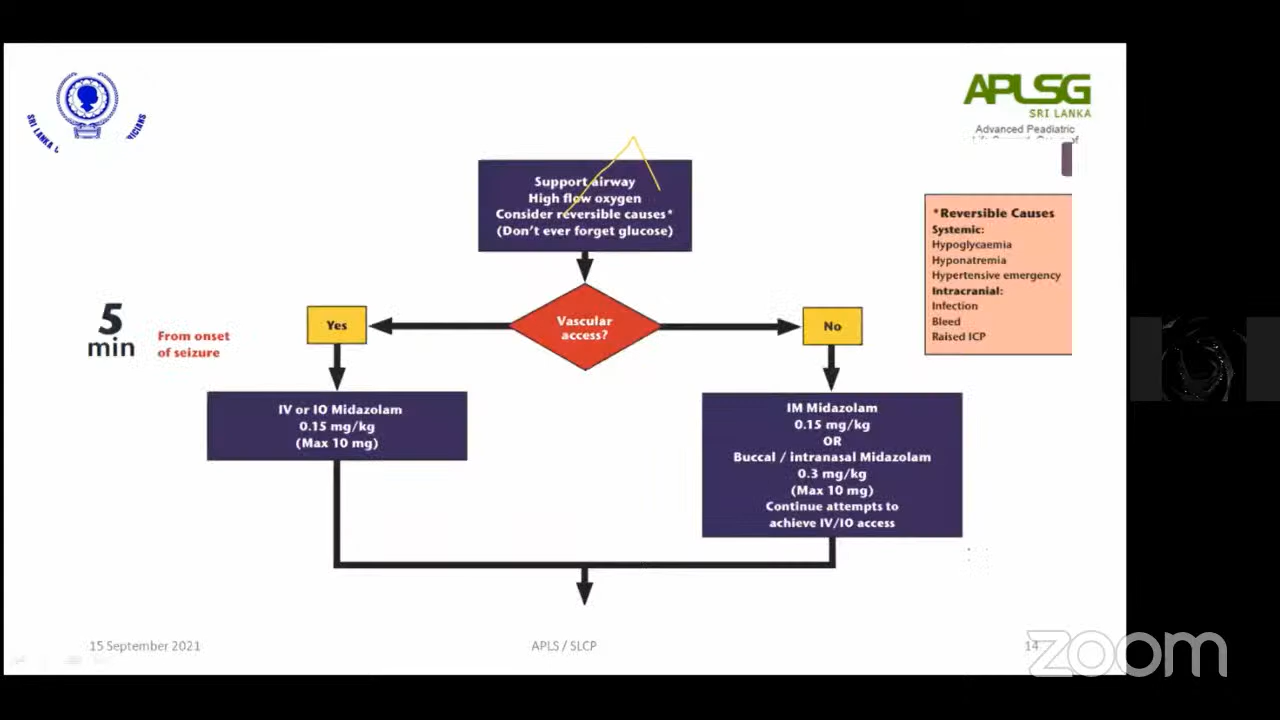 SRI LANKA
APLSG
SRI LANKA
Advanced Peadiatric
Support airway
High flow oxygen
Consider reversible causes*
(Don't ever forget glucose)
*Reversible Causes
Systemic:
Hypoglycaemia
Hyponatremia
Hypertensive emergency
Intracranial:
Infection
Bleed
Raised ICP
5
min
From onset
of seizure
Yes
Vascular
access?
No
IV or IO Midazolam
0.15 mg/kg
(Max 10 mg)
IM Midazolam
0.15 mg/kg
OR
Buccal / intranasal Midazolam
0.3 mg/kg
(Max 10 mg)
Continue attempts to
achieve IV/IO access
15 September 2021
APLS / SLCP
14
zoom